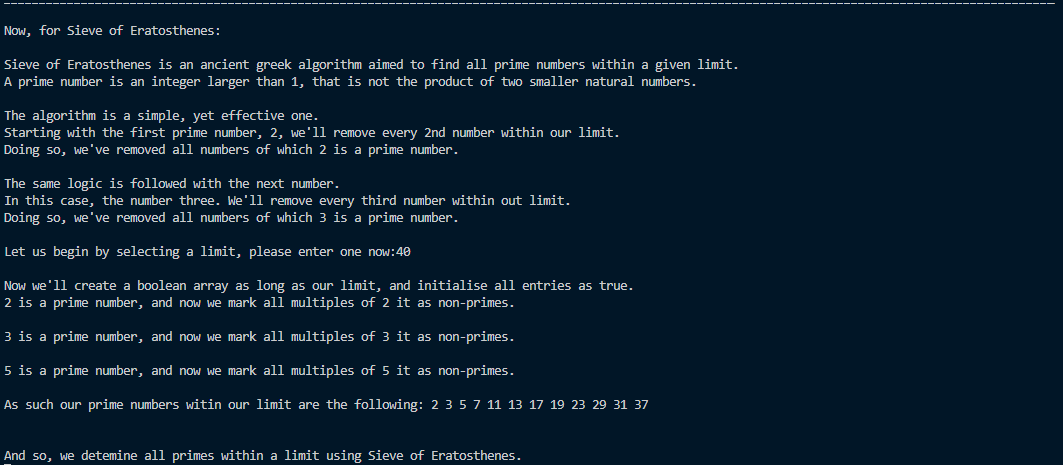 Now, for Sieve of Eratosthenes:
Sieve of Eratosthenes is an ancient greek algorithm aimed to find all prime numbers within a given limit.
A prime number is an integer larger than 1, that is not the product of two smaller natural numbers.
The algorithm is a simple, yet effective one.
Starting with the first prime number, 2, we'll remove every 2nd number within our limit.
Doing so, we've removed all numbers of which 2 is a prime number.
The same logic is followed with the next number.
In this case, the number three. We'll remove every third number within out limit.
Doing so, we've removed all numbers of which 3 is a prime number.
Let us begin by selecting a limit, please enter one now:40
Now we'll create a boolean array as long as our limit, and initialise all entries as true.
2 is a prime number, and now we mark all multiples of 2 it as non-primes.
3 is a prime number, and now we mark all multiples of 3 it as non-primes.
5 is a prime number, and now we mark all multiples of 5 it as non-primes.
As such our prime numbers witin our limit are the following: 2 3 5 7 11 13 17 19 23 29 31 37
And so, we detemine all primes within a limit using Sieve of Eratosthenes.